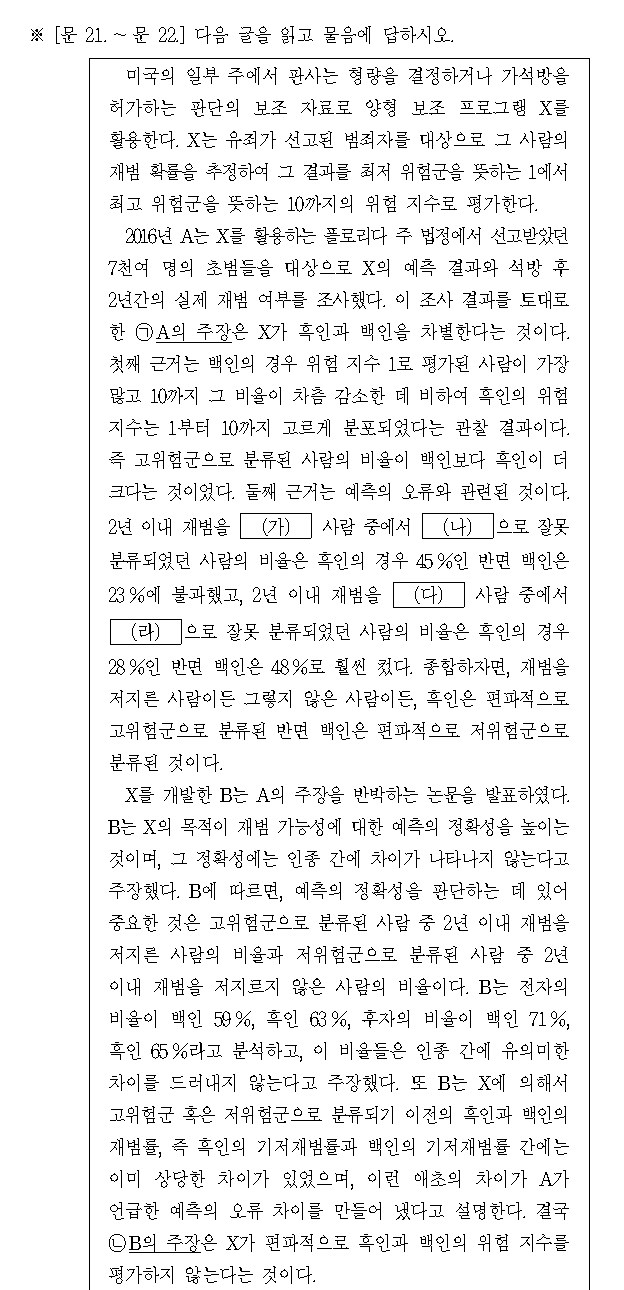 ※ [문 21. ~ 문 22.] 다음 글을 읽고 물음에 답하시오.
미국의 일부 주에서 판사는 형량을 결정하거나 가석방을
허가하는 판단의 보조 자료로 양형 보조 프로그램 X를
활용한다. X는 유죄가 선고된 범죄자를 대상으로 그 사람의
재범 확률을 추정하여 그 결과를 최저 위험군을 뜻하는 1에서
최고 위험군을 뜻하는 10까지의 위험 지수로 평가한다.
2016년 A는 X를 활용하는 플로리다 주 법정에서 선고받았던
7천여 명의 초범들을 대상으로 X의 예측 결과와 석방 후
2년간의 실제 재범 여부를 조사했다. 이 조사 결과를 토대로
한 ㉠A의 주장은 X가 흑인과 백인을 차별한다는 것이다.
첫째 근거는 백인의 경우 위험 지수 1로 평가된 사람이 가장
많고 10까지 그 비율이 차츰 감소한 데 비하여 흑인의 위험
지수는 1부터 10까지 고르게 분포되었다는 관찰 결과이다.
즉 고위험군으로 분류된 사람의 비율이 백인보다 흑인이 더
크다는 것이었다. 둘째 근거는 예측의 오류와 관련된 것이다.
2년 이내 재범을 (가) 사람 중에서 (나) 으로 잘못
분류되었던 사람의 비율은 흑인의 경우 45%인 반면 백인은
23%에 불과했고, 2년 이내 재범을 (다) 사람 중에서
(라) 으로 잘못 분류되었던 사람의 비율은 흑인의 경우
28%인 반면 백인은 48%로 훨씬 컸다. 종합하자면, 재범을
저지른 사람이든 그렇지 않은 사람이든, 흑인은 편파적으로
고위험군으로 분류된 반면 백인은 편파적으로 저위험군으로
분류된 것이다.
X를 개발한 B는 A의 주장을 반박하는 논문을 발표하였다.
B는 X의 목적이 재범 가능성에 대한 예측의 정확성을 높이는
것이며, 그 정확성에는 인종 간에 차이가 나타나지 않는다고
주장했다. B에 따르면, 예측의 정확성을 판단하는 데 있어
중요한 것은 고위험군으로 분류된 사람 중 2년 이내 재범을
저지른 사람의 비율과 저위험군으로 분류된 사람 중 2년
이내 재범을 저지르지 않은 사람의 비율이다. B는 전자의
비율이 백인 59%, 흑인 63%, 후자의 비율이 백인 71%,
흑인 65%라고 분석하고, 이 비율들은 인종 간에 유의미한
차이를 드러내지 않는다고 주장했다. 또 B는 X에 의해서
고위험군 혹은 저위험군으로 분류되기 이전의 흑인과 백인의
재범률, 즉 흑인의 기저재범률과 백인의 기저재범률 간에는
이미 상당한 차이가 있었으며, 이런 애초의 차이가 A가
언급한 예측의 오류 차이를 만들어 냈다고 설명한다. 결국
㉡B의 주장은 X가 편파적으로 흑인과 백인의 위험 지수를
평가하지 않는다는 것이다.